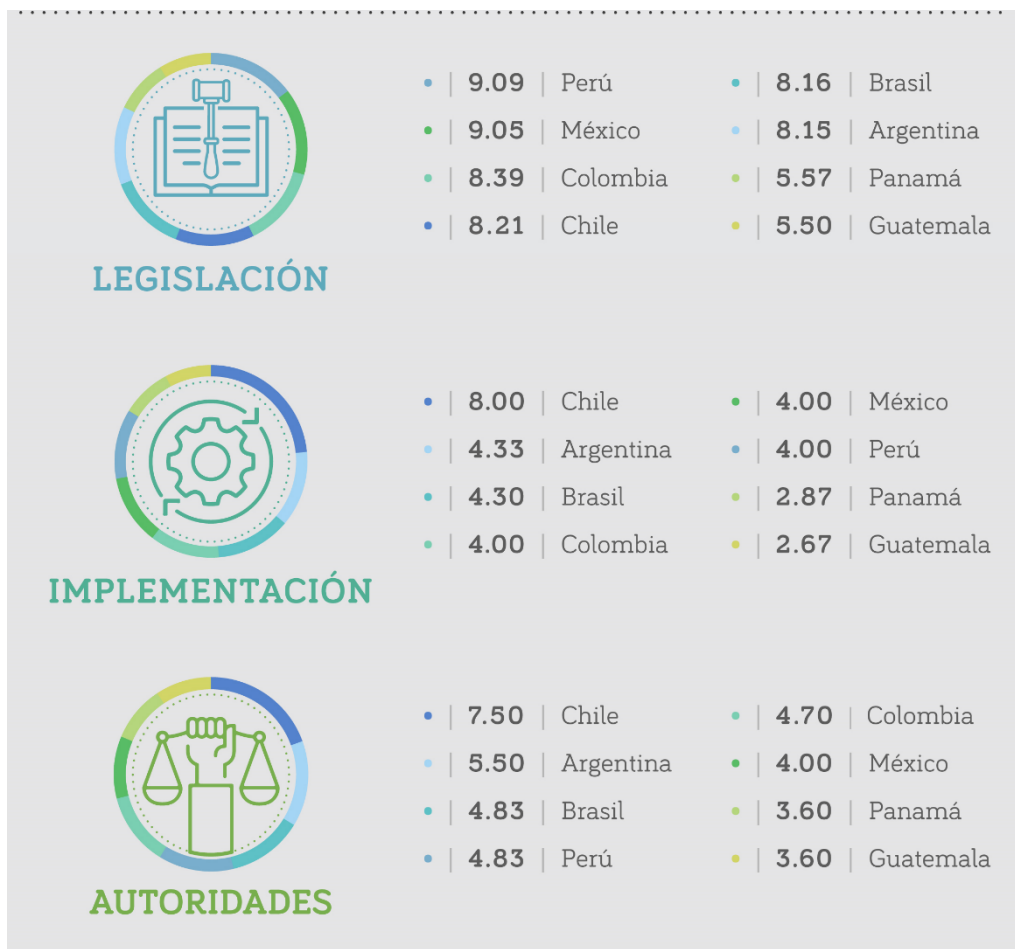 | 9.09 | Perú
| 9.05 | México
| 8.39 | Colombia
| 8.21 | Chile
| 8.16 | Brasil
| 8.15 | Argentina
| 5.57 | Panamá
| 5.50 | Guatemala
LEGISLACIÓN
| 8.00 | Chile
| 4.33 | Argentina
| 4.30 | Brasil
| 4.00 | Colombia
| 4.00 | México
| 4.00 | Perú
| 2.87 | Panamá
| 2.67 | Guatemala
IMPLEMENTACIÓN
| 7.50 | Chile
| 5.50 | Argentina
| 4.83 | Brasil
| 4.83 | Perú
| 4.70 | Colombia
| 4.00 | México
| 3.60 | Panamá
| 3.60 | Guatemala
AUTORIDADES